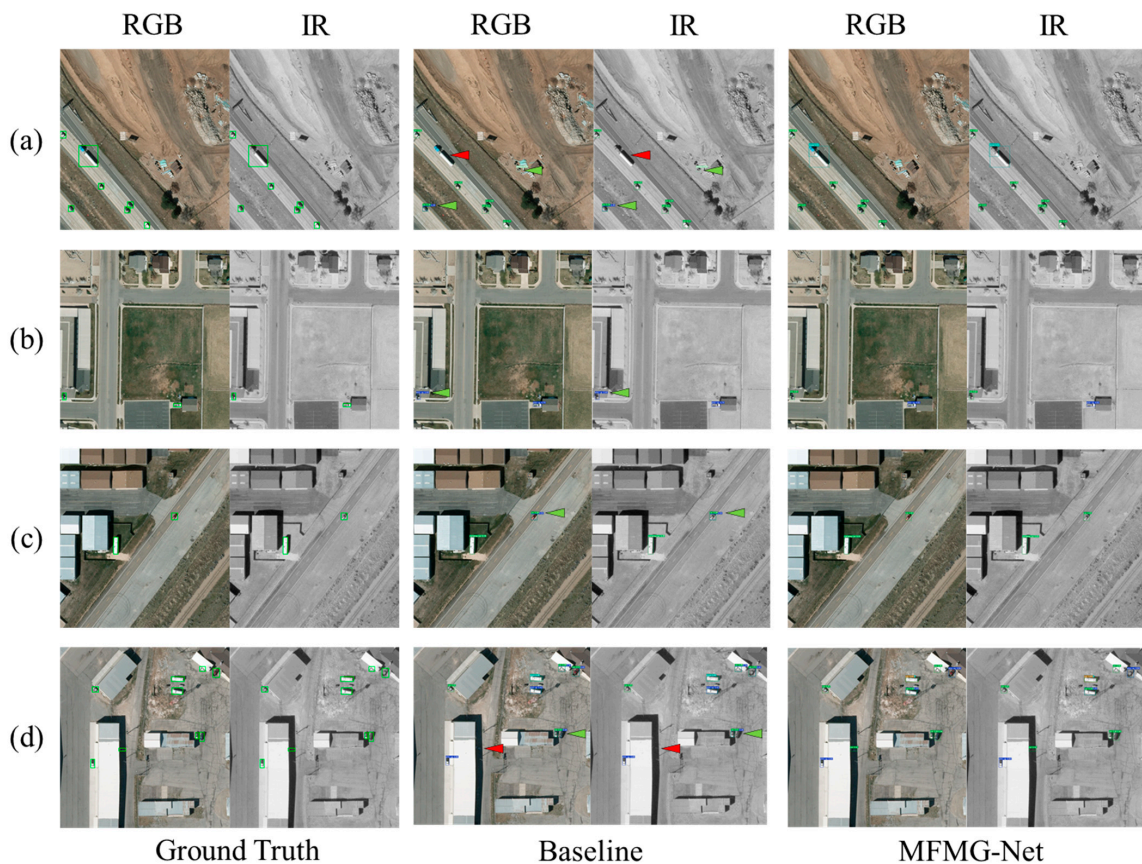 RGB IR RGB IR RGB IR
(a)
(b)
(c)
(d)
Ground Truth Baseline MFMG-Net